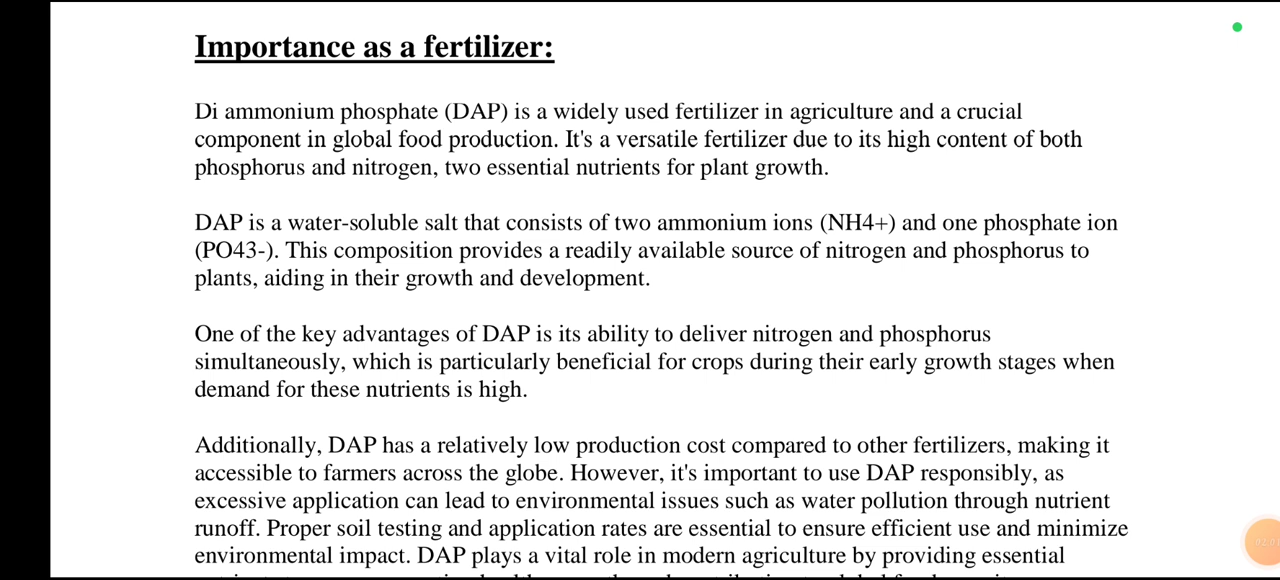 Importance as a fertilizer:
Di ammonium phosphate (DAP) is a widely used fertilizer in agriculture and a crucial
component in global food production. It's a versatile fertilizer due to its high content of both
phosphorus and nitrogen, two essential nutrients for plant growth.
DAP is a water-soluble salt that consists of two ammonium ions (NH4+) and one phosphate ion
(PO43-). This composition provides a readily available source of nitrogen and phosphorus to
plants, aiding in their growth and development.
One of the key advantages of DAP is its ability to deliver nitrogen and phosphorus
simultaneously, which is particularly beneficial for crops during their early growth stages when
demand for these nutrients is high.
Additionally, DAP has a relatively low production cost compared to other fertilizers, making it
accessible to farmers across the globe. However, it's important to use DAP responsibly, as
excessive application can lead to environmental issues such as water pollution through nutrient
runoff. Proper soil testing and application rates are essential to ensure efficient use and minimize
environmental impact. DAP plays a vital role in modern agriculture by providing essential